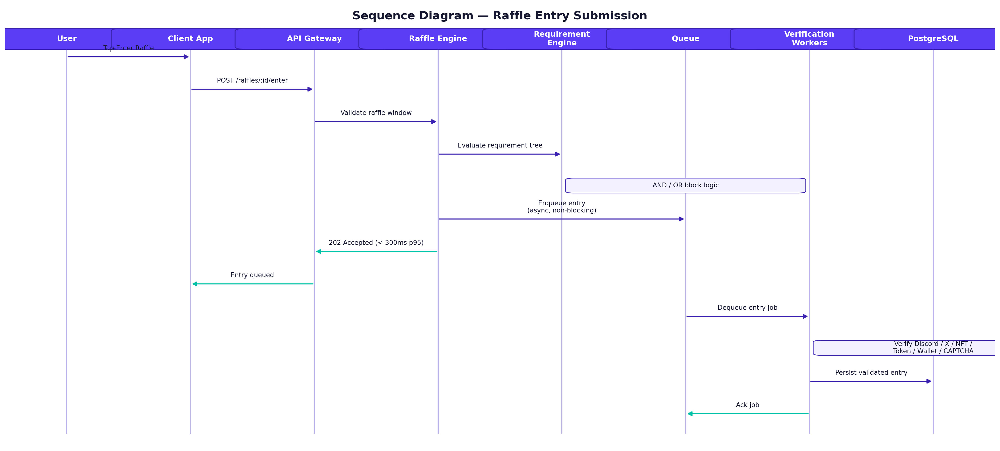 Sequence Diagram — Raffle Entry Submission
User
Client App
API Gateway
Raffle Engine
Requirement
Engine
Queue
Verification
Workers
PostgreSQL
Tap Enter Raffle
POST /raffles/:id/enter
Validate raffle window
Evaluate requirement tree
AND / OR block logic
Enqueue entry
(async, non-blocking)
202 Accepted (< 300ms p95)
Entry queued
Dequeue entry job
Verify Discord / X / NFT /
Token / Wallet / CAPTCHA
Persist validated entry
Ack job